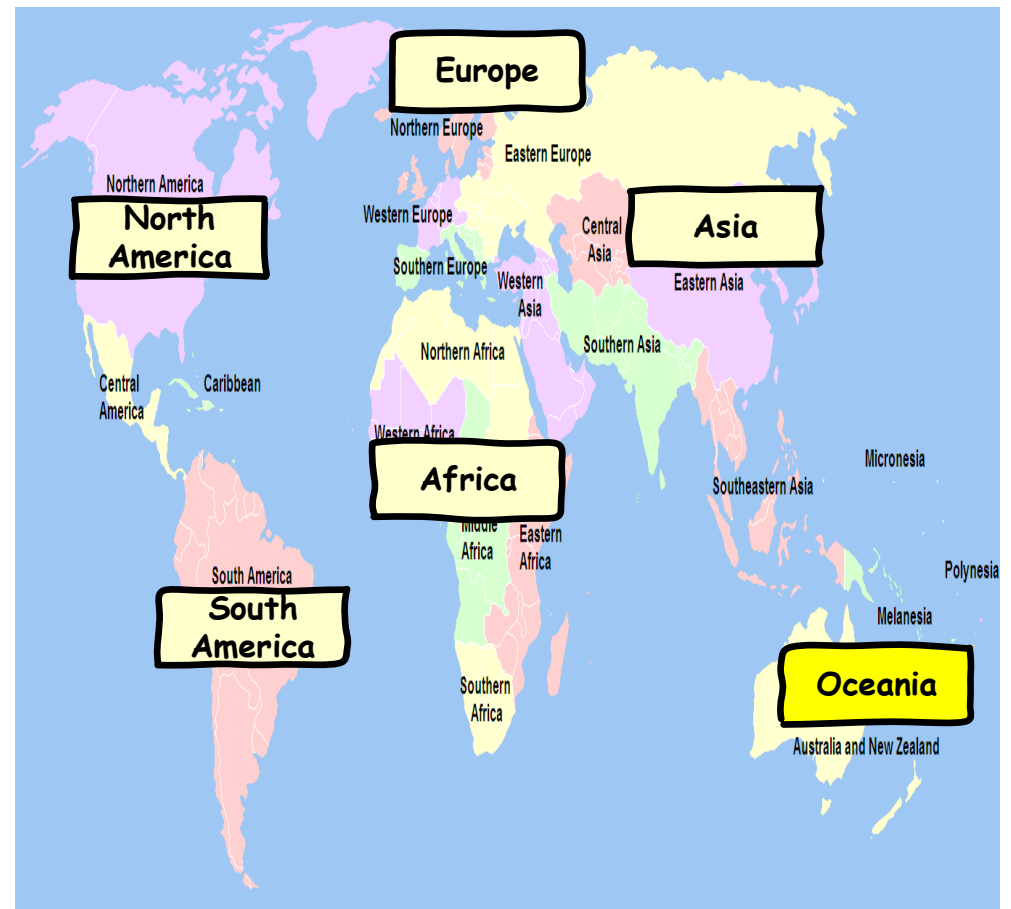 Europe
Northern Europe
Eastern Europe
Northern America
North
America
Western Europe
Central
Asia
Asia
Southern Europe
Western
Asia
Eastern Asia
Southern Asia
Northern Africa
Central
America
Caribbean
Western Africa
Africa
Micronesia
Southeastern Asia
Middle
Africa
Eastern
Africa
Polynesia
South America
South
America
Melanesia
Southern
Africa
Oceania
Australia and New Zealand